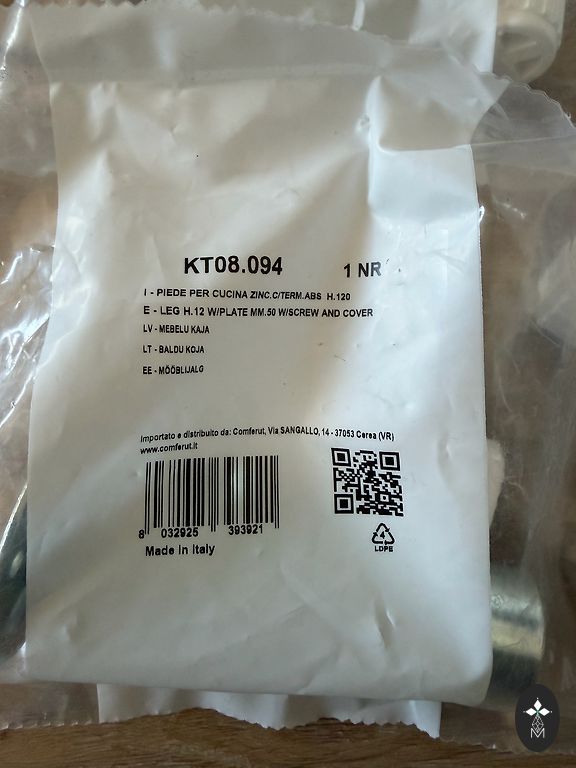 KT08.094 1 NR
I - PIEDE PER CUCINA ZINC.C/TERM.ABS H.120
E - LEG H.12 W/PLATE MM.50 W/SCREW AND COVER
LV - MEBELU KAJA
LT - BALDU KOJA
EE - MÖÖBLIJALG
Importato e distribuito da: Comferut, Via SANGALLO, 14 - 37053 Cerea (VR)
www.comferut.it
8 032925 393921
Made in Italy
4
LDPE
M